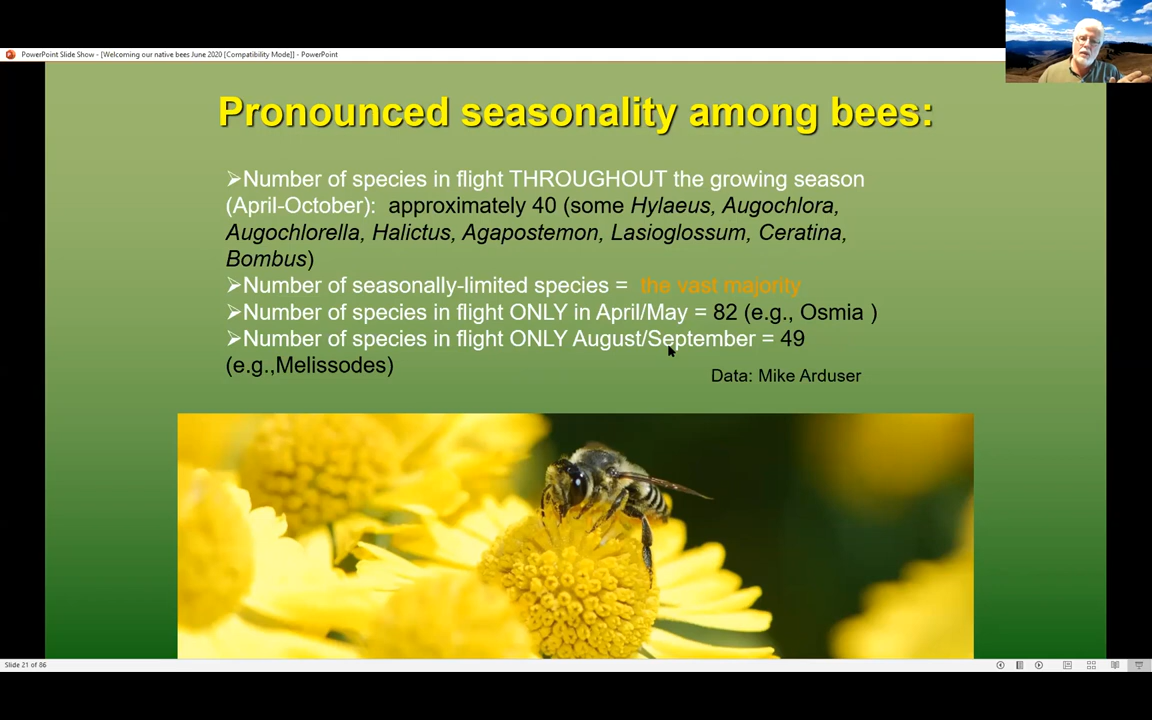 PowerPoint Slide Show - [Welcoming our native bees June 2020 [Compatibility Mode]] - PowerPoint
Pronounced seasonality among bees:
➢Number of species in flight THROUGHOUT the growing season
(April-October): approximately 40 (some Hylaeus, Augochlora,
Augochlorella, Halictus, Agapostemon, Lasioglossum, Ceratina,
Bombus)
➢Number of seasonally-limited species = the vast majority
➢Number of species in flight ONLY in April/May = 82 (e.g., Osmia )
➢Number of species in flight ONLY August/September = 49
(e.g.,Melissodes)
Data: Mike Arduser
Slide 21 of 86